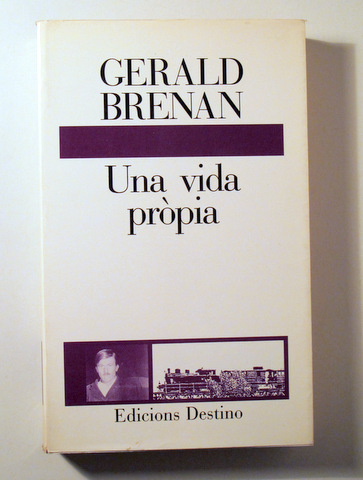 GERALD
BRENAN
Una vida
pròpia
Edicions Destino